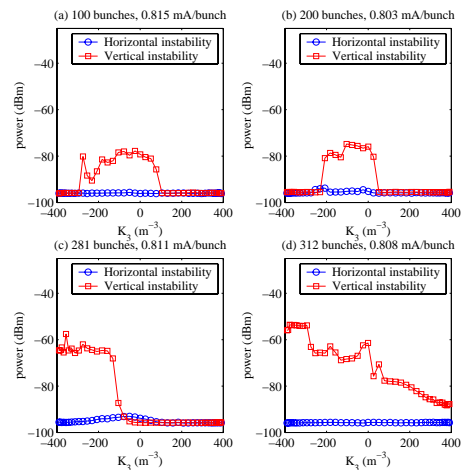 (a) 100 bunches, 0.815 mA/bunch
(b) 200 bunches, 0.803 mA/bunch
Horizontal instability
Vertical instability
Horizontal instability
Vertical instability
power (dBm)
−40
−60
−80
−100
power (dBm)
−40
−60
−80
−100
−400 −200 0 200 400
−400 −200 0 200 400
K3 (m−3)
K3 (m−3)
(c) 281 bunches, 0.811 mA/bunch
(d) 312 bunches, 0.808 mA/bunch
Horizontal instability
Vertical instability
Horizontal instability
Vertical instability
power (dBm)
−40
−60
−80
−100
power (dBm)
−40
−60
−80
−100
−400 −200 0 200 400
−400 −200 0 200 400
K3 (m−3)
K3 (m−3)